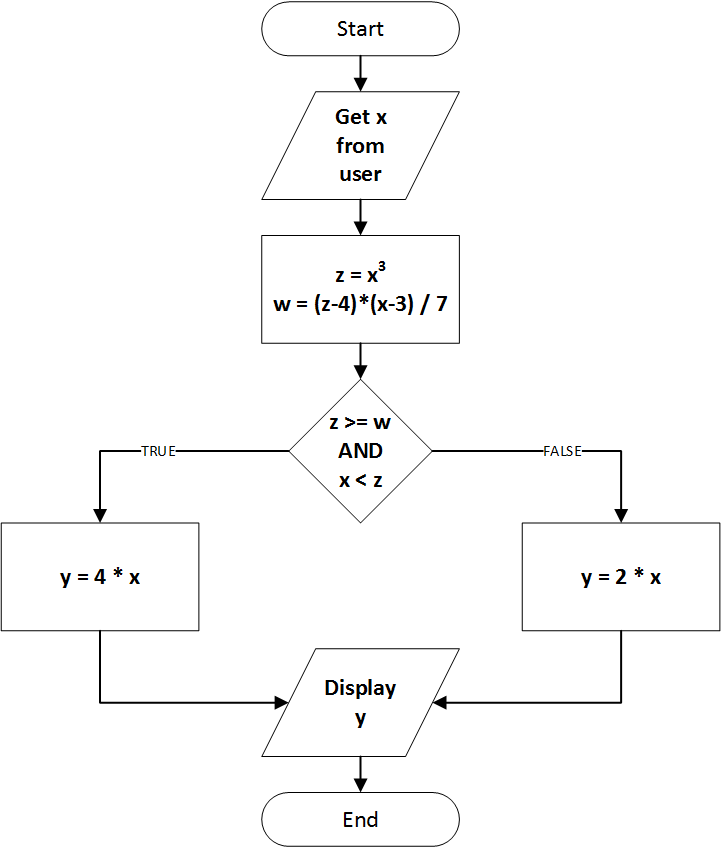 Start
Get x
from
user
z = x³
w = (z-4)*(x-3) / 7
z >= w
AND
x < z
TRUE
FALSE
y = 4 * x
y = 2 * x
Display
y
End